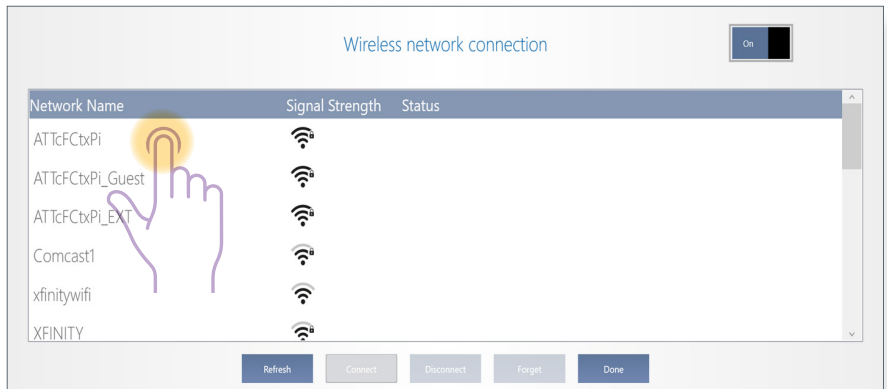 Wireless network connection
On
Network Name Signal Strength Status
ATTcFCtxPi
ATTcFCtxPi_Guest
ATTcFCtxPi_EXT
Comcast1
xfinitywifi
XFINITY
Refresh Connect Disconnect Forget Done